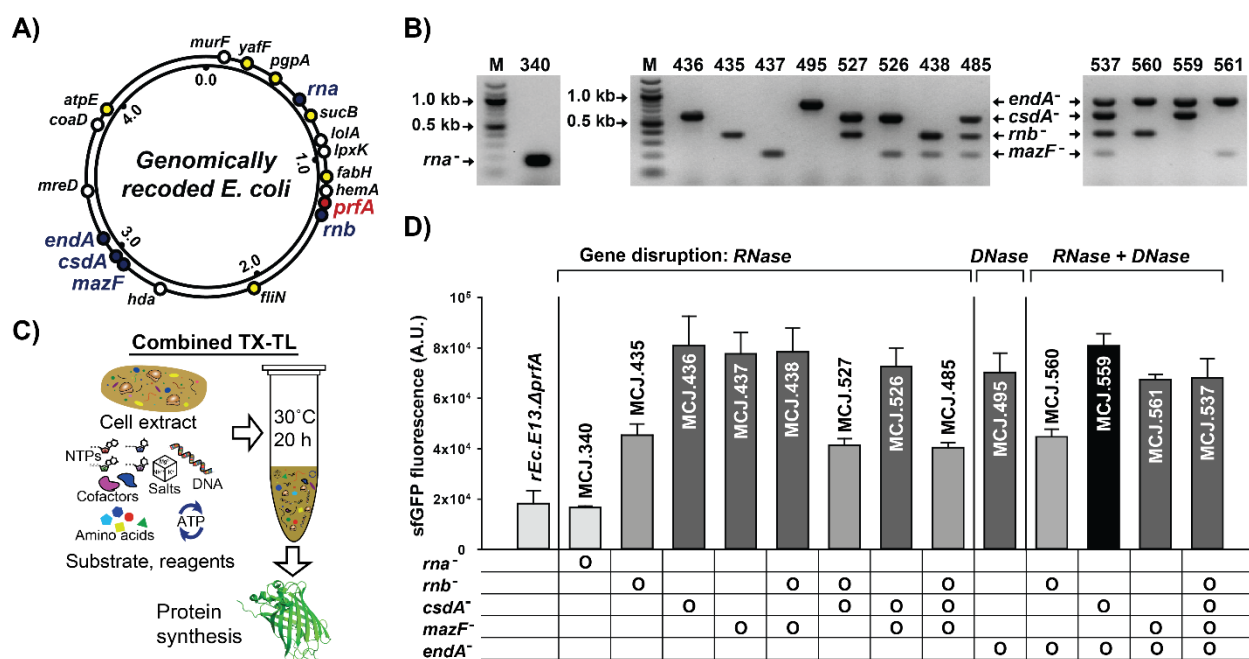 A)
murF
yafF
pgpA
rna
sucB
lolA
lpxK
fabH
hemA
prfA
rnb
fliN
hda
mazF
csdA
endA
mreD
coaD
atpE
0.0
1.0
2.0
3.0
4.0
Genomically
recoded E. coli
B)
M 340
1.0 kb
0.5 kb
rna⁻
M 436 435 437 495 527 526 438 485
1.0 kb
0.5 kb
537 560 559 561
endA⁻
csdA⁻
rnb⁻
mazF⁻
C)
Combined TX-TL
Cell extract
NTPs
Cofactors
Salts
DNA
Amino acids
ATP
Substrate, reagents
30°C
20 h
Protein
synthesis
D)
Gene disruption: RNase
DNase
RNase + DNase
sfGFP fluorescence (A.U.)
10⁵
8x10⁴
6x10⁴
4x10⁴
2x10⁴
0
rEc.E13.ΔprfA
MCJ.340
MCJ.435
MCJ.436
MCJ.437
MCJ.438
MCJ.527
MCJ.526
MCJ.485
MCJ.495
MCJ.560
MCJ.559
MCJ.561
MCJ.537
rna⁻ O
rnb⁻ O O O O O O
csdA⁻ O O O O O O
mazF⁻ O O O O O O
endA⁻ O O O O O